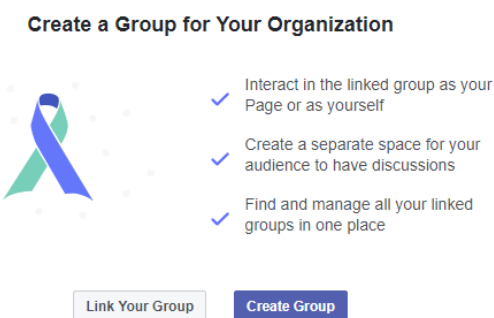 Create a Group for Your Organization
Interact in the linked group as your
Page or as yourself
Create a separate space for your
audience to have discussions
Find and manage all your linked
groups in one place
Link Your Group
Create Group